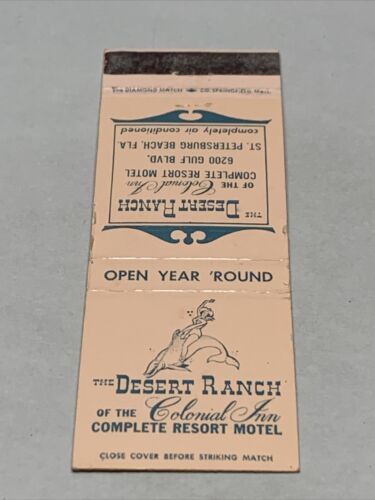 The DIAMOND MATCH CO. SPRINGFIELD MASS.
THE DESERT RANCH
OF THE Colonial Inn
COMPLETE RESORT MOTEL
6200 GULF BLVD.
ST. PETERSBURG BEACH, FLA
completely air conditioned
OPEN YEAR 'ROUND
THE DESERT RANCH
OF THE Colonial Inn
COMPLETE RESORT MOTEL
CLOSE COVER BEFORE STRIKING MATCH